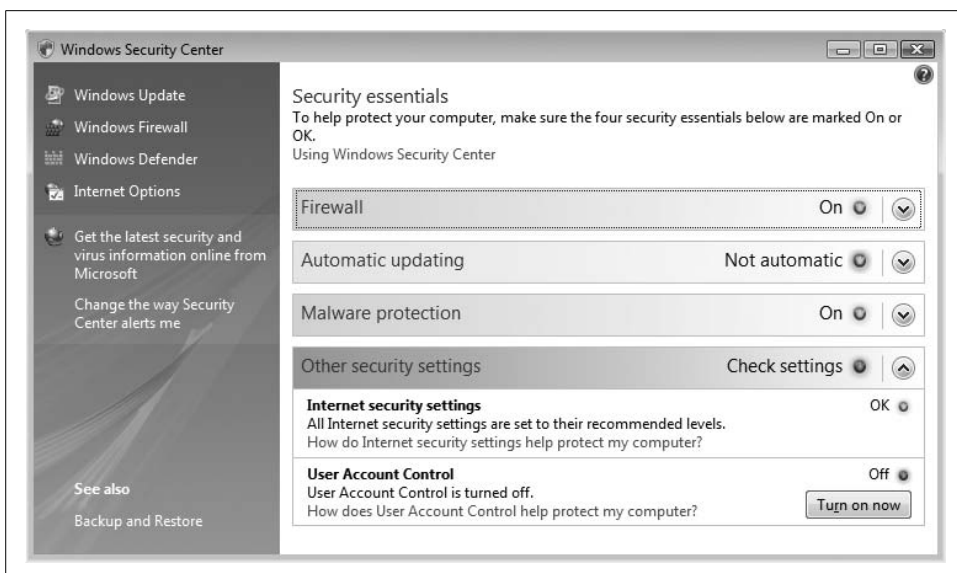 Windows Security Center
Windows Update
Windows Firewall
Windows Defender
Internet Options
Get the latest security and
virus information online from
Microsoft
Change the way Security
Center alerts me
See also
Backup and Restore
Security essentials
To help protect your computer, make sure the four security essentials below are marked On or
OK.
Using Windows Security Center
Firewall On
Automatic updating Not automatic
Malware protection On
Other security settings Check settings
Internet security settings OK
All Internet security settings are set to their recommended levels.
How do Internet security settings help protect my computer?
User Account Control Off
User Account Control is turned off.
How does User Account Control help protect my computer?
Turn on now